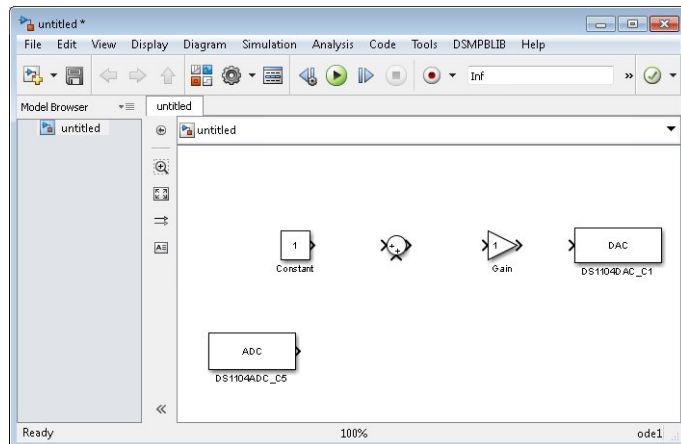 untitled *
File Edit View Display Diagram Simulation Analysis Code Tools DSMPBLIB Help
Inf »
Model Browser untitled
untitled untitled
1 + + 1 DAC
Constant Gain DS1104DAC_C1
ADC
DS1104ADC_C5
«
Ready 100% ode1